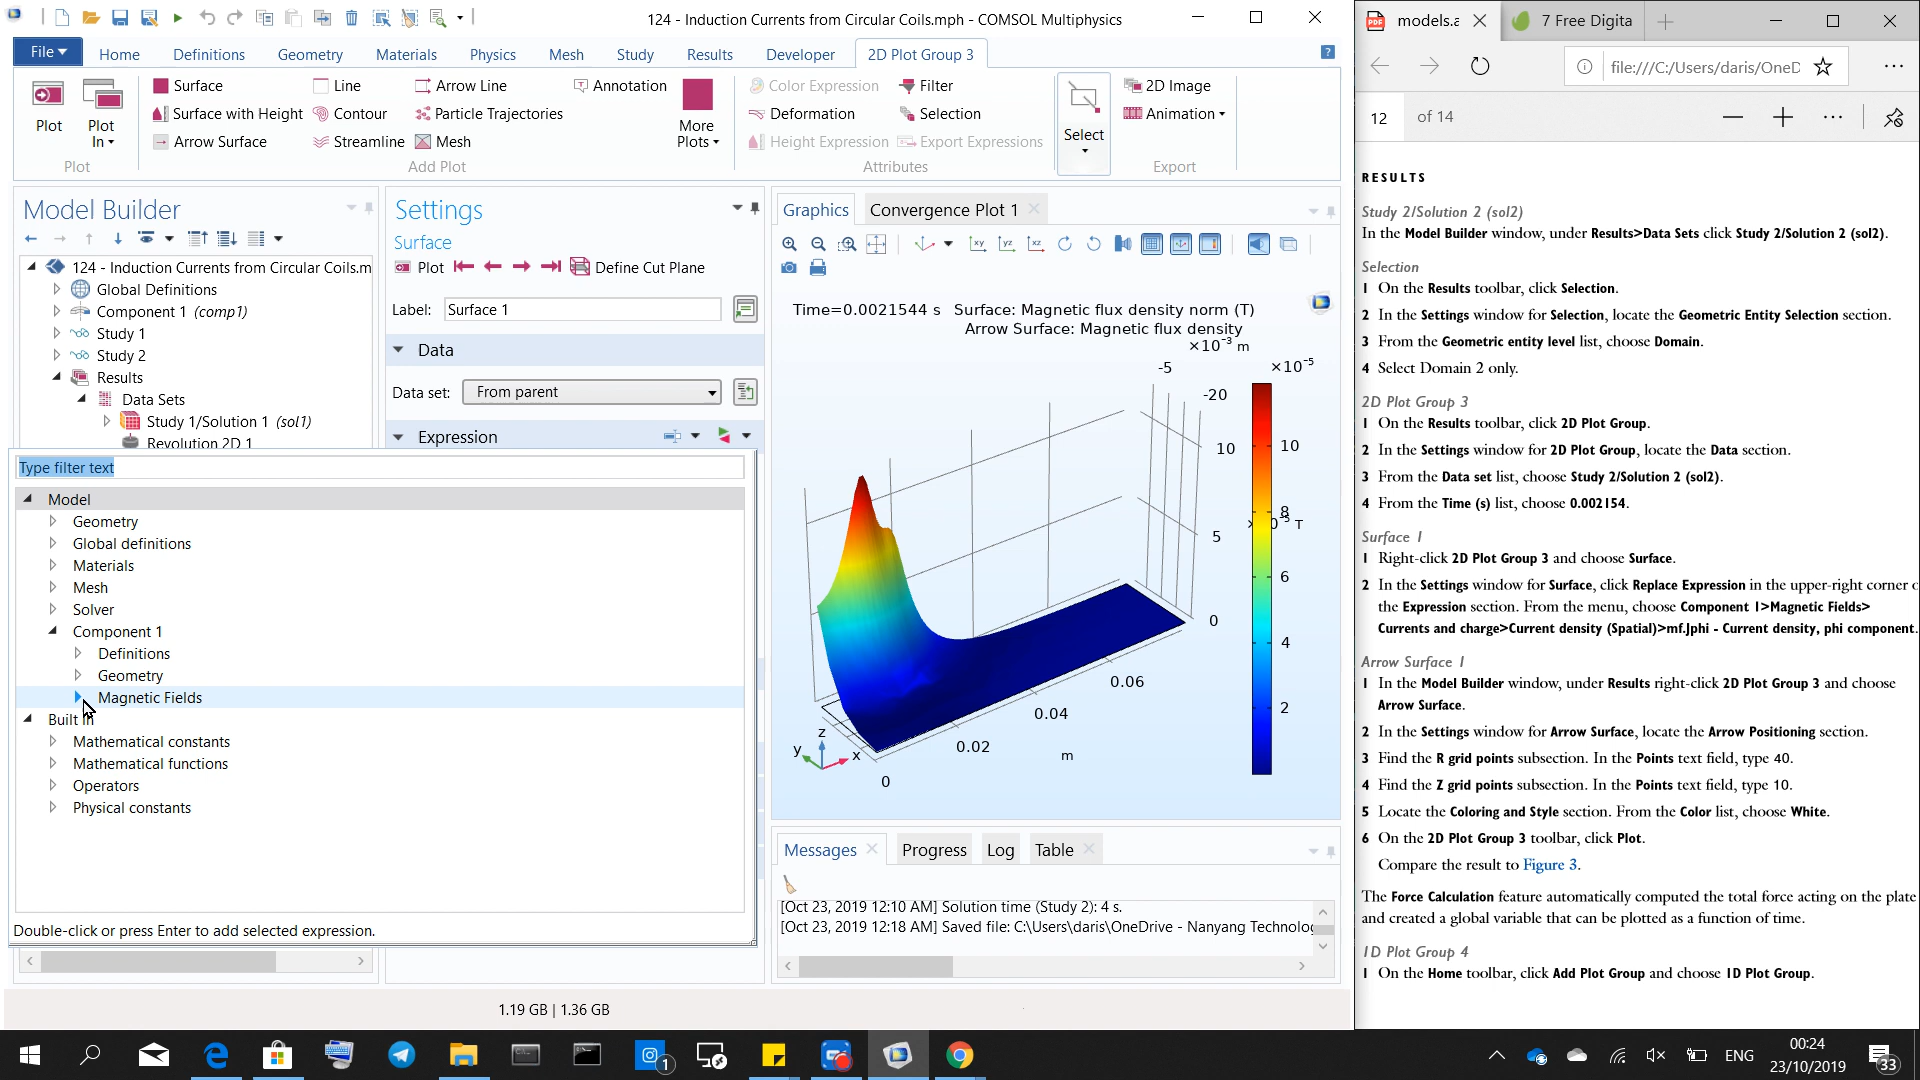 124 - Induction Currents from Circular Coils.mph - COMSOL Multiphysics
File
Home
Definitions
Geometry
Materials
Physics
Mesh
Study
Results
Developer
2D Plot Group 3
Plot
Plot In
Plot
Surface
Surface with Height
Arrow Surface
Line
Contour
Streamline
Arrow Line
Particle Trajectories
Mesh
Annotation
Add Plot
More Plots
Color Expression
Deformation
Height Expression
Filter
Selection
Export Expressions
Attributes
Select
2D Image
Animation
Export
Model Builder
124 - Induction Currents from Circular Coils.m
Global Definitions
Component 1 (comp1)
Study 1
Study 2
Results
Data Sets
Study 1/Solution 1 (sol1)
Revolution 2D 1
Settings
Surface
Plot
Define Cut Plane
Label: Surface 1
Data
Data set: From parent
Expression
Type filter text
Model
Geometry
Global definitions
Materials
Mesh
Solver
Component 1
Definitions
Geometry
Magnetic Fields
Built in
Mathematical constants
Mathematical functions
Operators
Physical constants
Double-click or press Enter to add selected expression.
Graphics
Convergence Plot 1
xy
yz
xz
Time=0.0021544 s Surface: Magnetic flux density norm (T)
Arrow Surface: Magnetic flux density
×10⁻³ m
-5
×10⁻⁵
-20
10
10
8
5
6
0
4
0.06
2
0.04
0.02
m
0
z
y
x
Messages
Progress
Log
Table
[Oct 23, 2019 12:10 AM] Solution time (Study 2): 4 s.
[Oct 23, 2019 12:18 AM] Saved file: C:\Users\daris\OneDrive - Nanyang Technolo
1.19 GB | 1.36 GB
models.a
7 Free Digita
file:///C:/Users/daris/OneD
12 of 14
RESULTS
Study 2/Solution 2 (sol2)
In the Model Builder window, under Results>Data Sets click Study 2/Solution 2 (sol2).
Selection
1 On the Results toolbar, click Selection.
2 In the Settings window for Selection, locate the Geometric Entity Selection section.
3 From the Geometric entity level list, choose Domain.
4 Select Domain 2 only.
2D Plot Group 3
1 On the Results toolbar, click 2D Plot Group.
2 In the Settings window for 2D Plot Group, locate the Data section.
3 From the Data set list, choose Study 2/Solution 2 (sol2).
4 From the Time (s) list, choose 0.002154.
Surface 1
1 Right-click 2D Plot Group 3 and choose Surface.
2 In the Settings window for Surface, click Replace Expression in the upper-right corner o
the Expression section. From the menu, choose Component 1>Magnetic Fields>
Currents and charge>Current density (Spatial)>mf.Jphi - Current density, phi component.
Arrow Surface 1
1 In the Model Builder window, under Results right-click 2D Plot Group 3 and choose
Arrow Surface.
2 In the Settings window for Arrow Surface, locate the Arrow Positioning section.
3 Find the R grid points subsection. In the Points text field, type 40.
4 Find the Z grid points subsection. In the Points text field, type 10.
5 Locate the Coloring and Style section. From the Color list, choose White.
6 On the 2D Plot Group 3 toolbar, click Plot.
Compare the result to Figure 3.
The Force Calculation feature automatically computed the total force acting on the plate
and created a global variable that can be plotted as a function of time.
1D Plot Group 4
1 On the Home toolbar, click Add Plot Group and choose 1D Plot Group.
1
ENG
00:24
23/10/2019
33